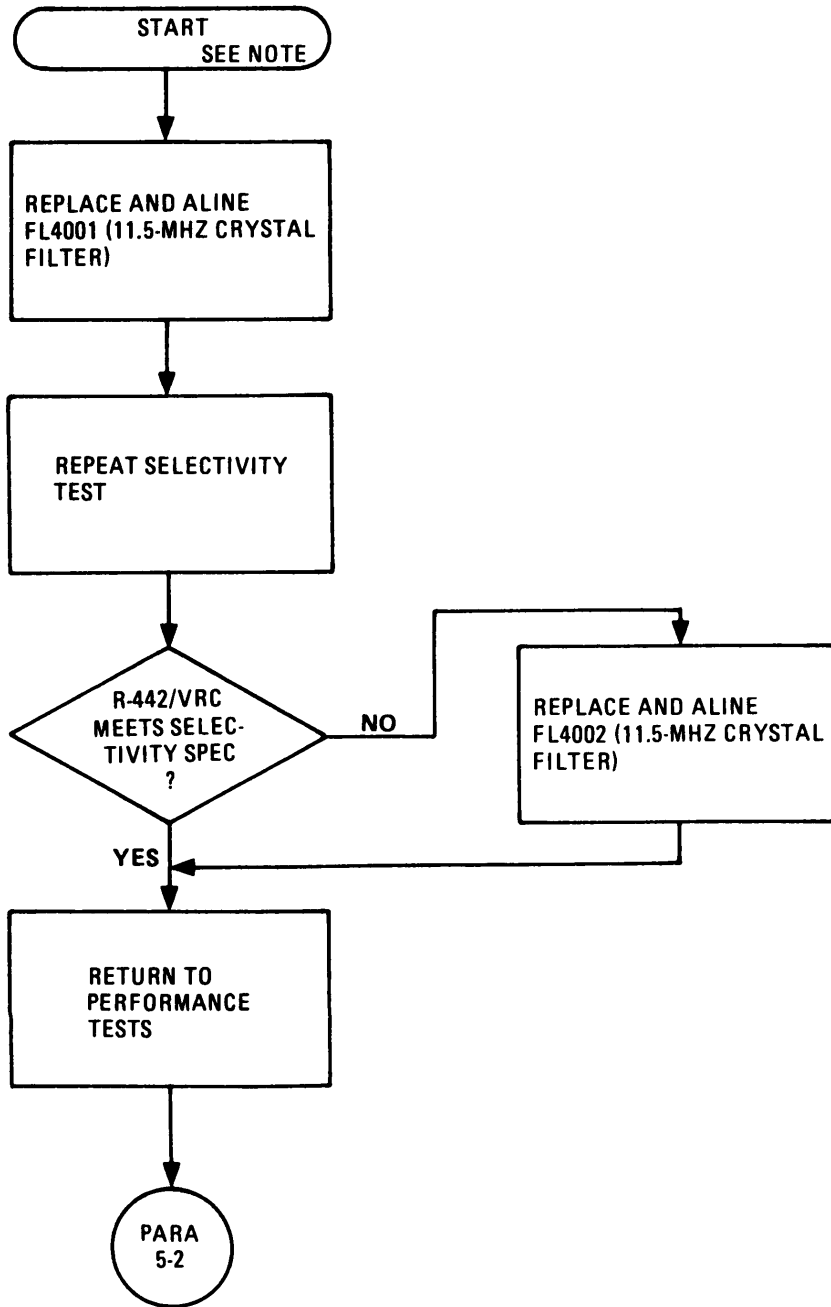 START
SEE NOTE
REPLACE AND ALINE
FL4001 (11.5-MHZ CRYSTAL
FILTER)
REPEAT SELECTIVITY
TEST
R-442/VRC
MEETS SELEC-
TIVITY SPEC
?
NO
REPLACE AND ALINE
FL4002 (11.5-MHZ CRYSTAL
FILTER)
YES
RETURN TO
PERFORMANCE
TESTS
PARA
5-2